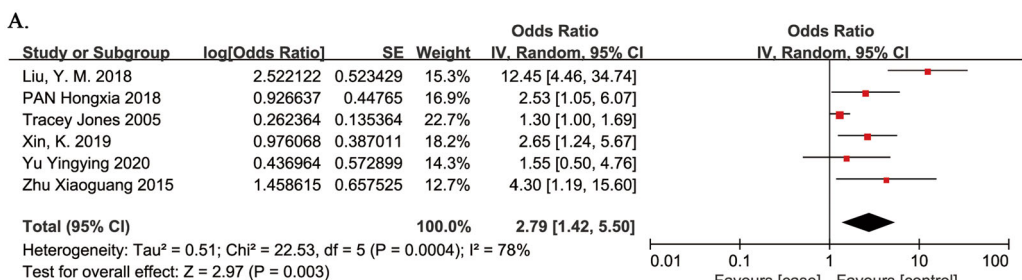 A.
Odds Ratio Odds Ratio
Study or Subgroup log[Odds Ratio] SE Weight IV, Random, 95% CI IV, Random, 95% CI
Liu, Y. M. 2018 2.522122 0.523429 15.3% 12.45 [4.46, 34.74]
PAN Hongxia 2018 0.926637 0.44765 16.9% 2.53 [1.05, 6.07]
Tracey Jones 2005 0.262364 0.135364 22.7% 1.30 [1.00, 1.69]
Xin, K. 2019 0.976068 0.387011 18.2% 2.65 [1.24, 5.67]
Yu Yingying 2020 0.436964 0.572899 14.3% 1.55 [0.50, 4.76]
Zhu Xiaoguang 2015 1.458615 0.657525 12.7% 4.30 [1.19, 15.60]
Total (95% CI) 100.0% 2.79 [1.42, 5.50]
Heterogeneity: Tau² = 0.51; Chi² = 22.53, df = 5 (P = 0.0004); I² = 78%
Test for overall effect: Z = 2.97 (P = 0.003)
0.01 0.1 1 10 100
Favours [case] Favours [control]